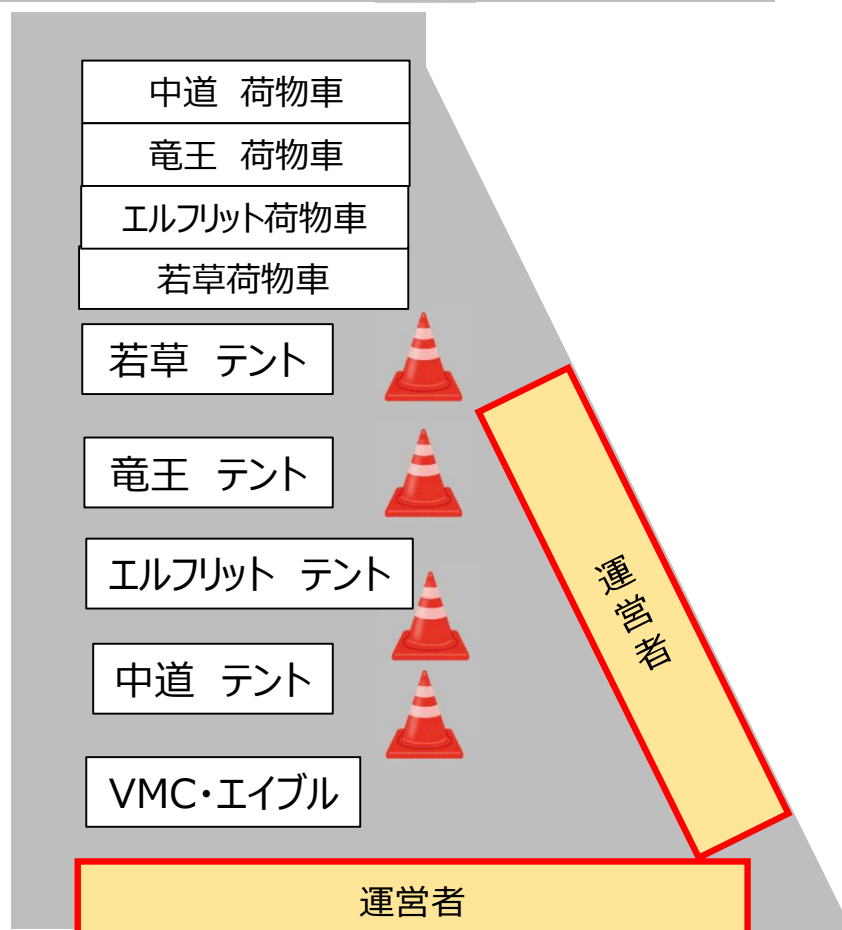 中道　荷物車
竜王　荷物車
エルフリット荷物車
若草荷物車
若草　テント
竜王　テント
エルフリット　テント
中道　テント
VMC・エイブル
運営者
運営者